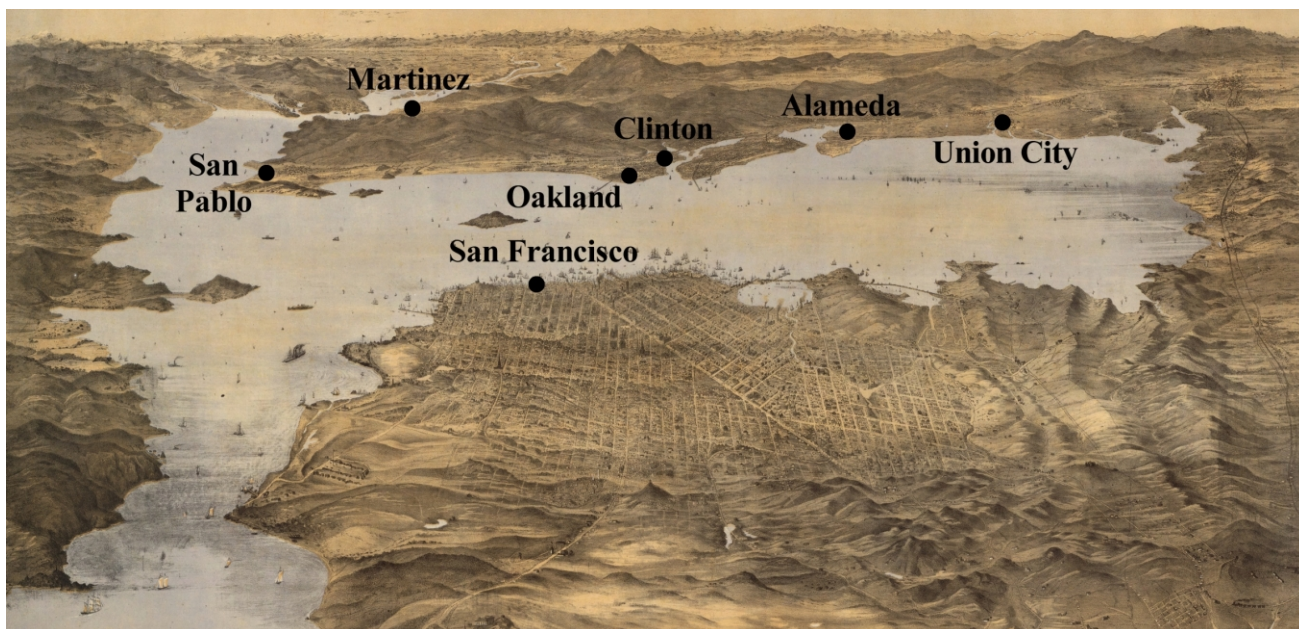 Martinez
Alameda
Clinton
Union City
San
Pablo
Oakland
San Francisco